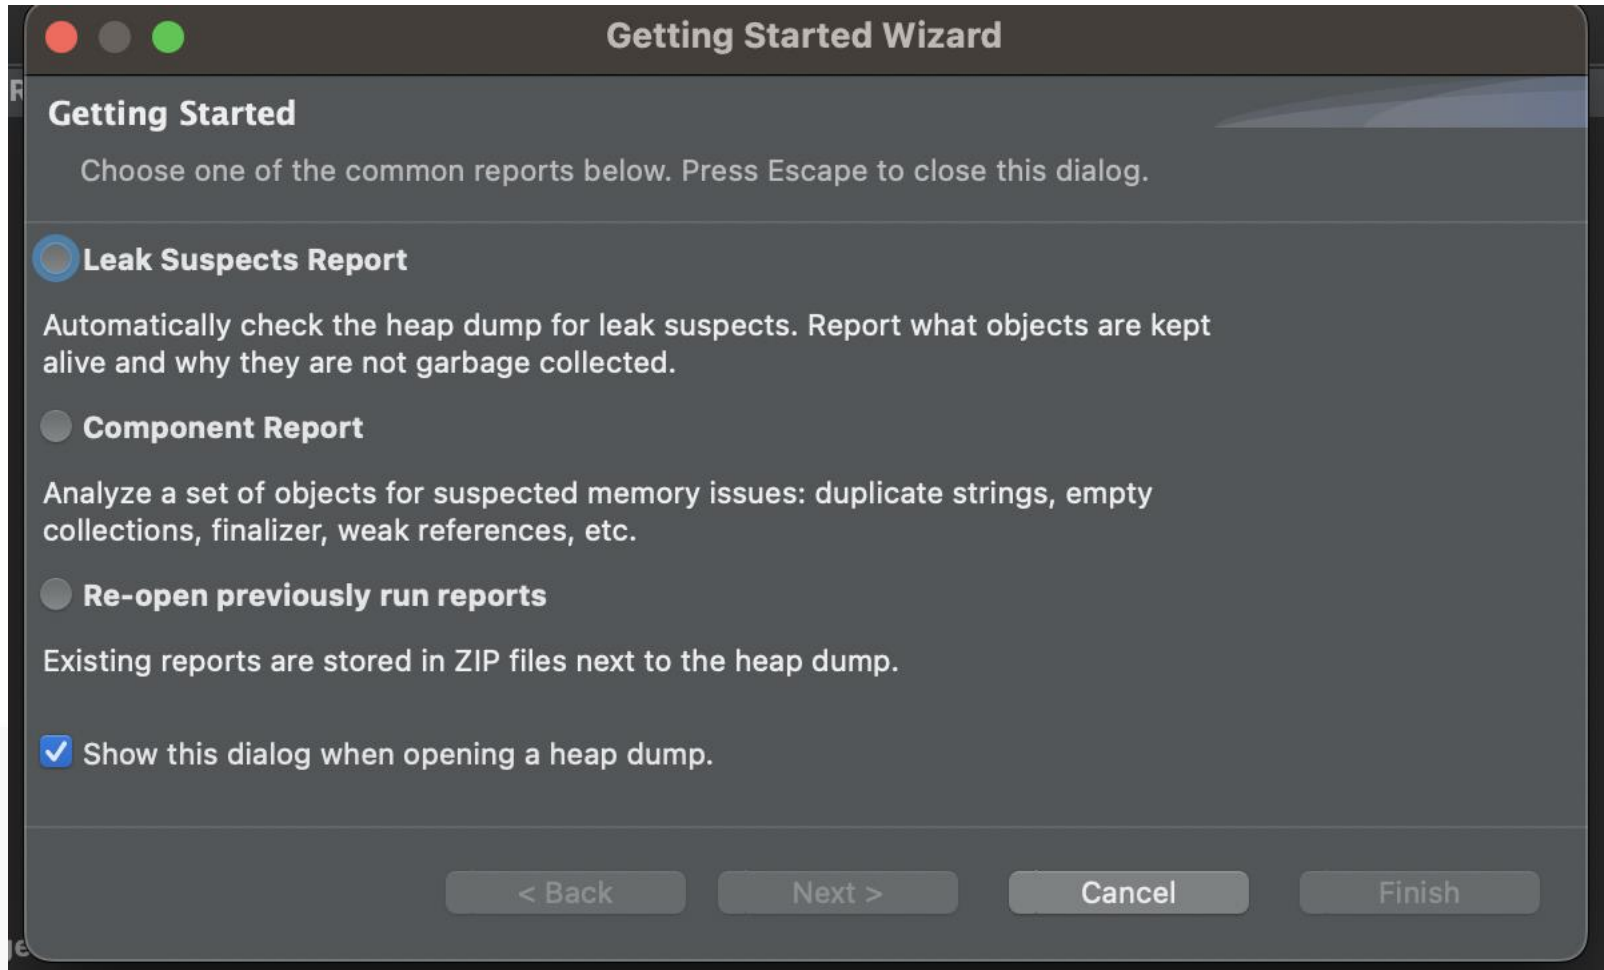 Getting Started Wizard
Getting Started
Choose one of the common reports below. Press Escape to close this dialog.
Leak Suspects Report
Automatically check the heap dump for leak suspects. Report what objects are kept
alive and why they are not garbage collected.
Component Report
Analyze a set of objects for suspected memory issues: duplicate strings, empty
collections, finalizer, weak references, etc.
Re-open previously run reports
Existing reports are stored in ZIP files next to the heap dump.
Show this dialog when opening a heap dump.
< Back
Next >
Cancel
Finish